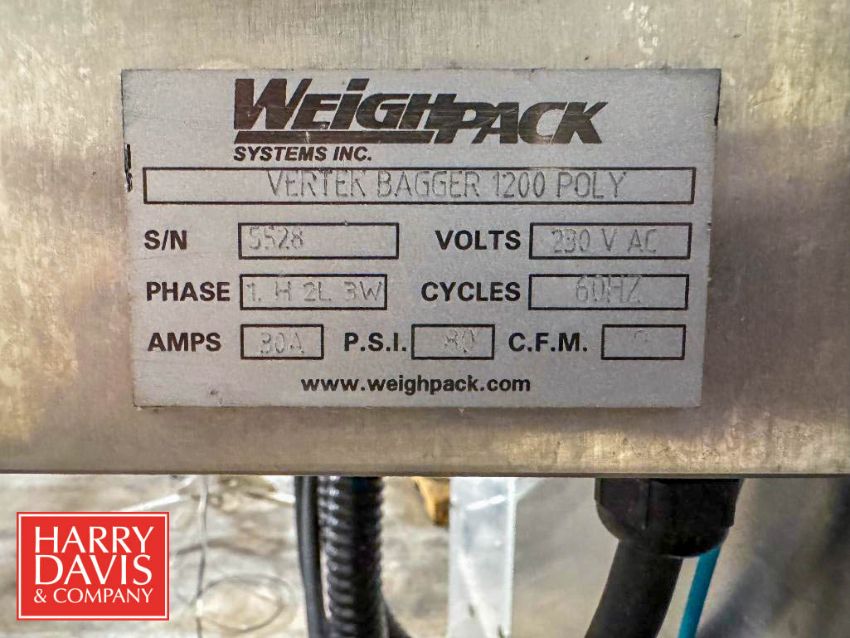 WEIGHPACK
SYSTEMS INC.
VERTEK BAGGER 1200 POLY
S/N 5528 VOLTS 230 V AC
PHASE 1. H 2L 3W CYCLES 60HZ
AMPS 30A P.S.I. 80 C.F.M.
www.weighpack.com
HARRY
DAVIS
& COMPANY